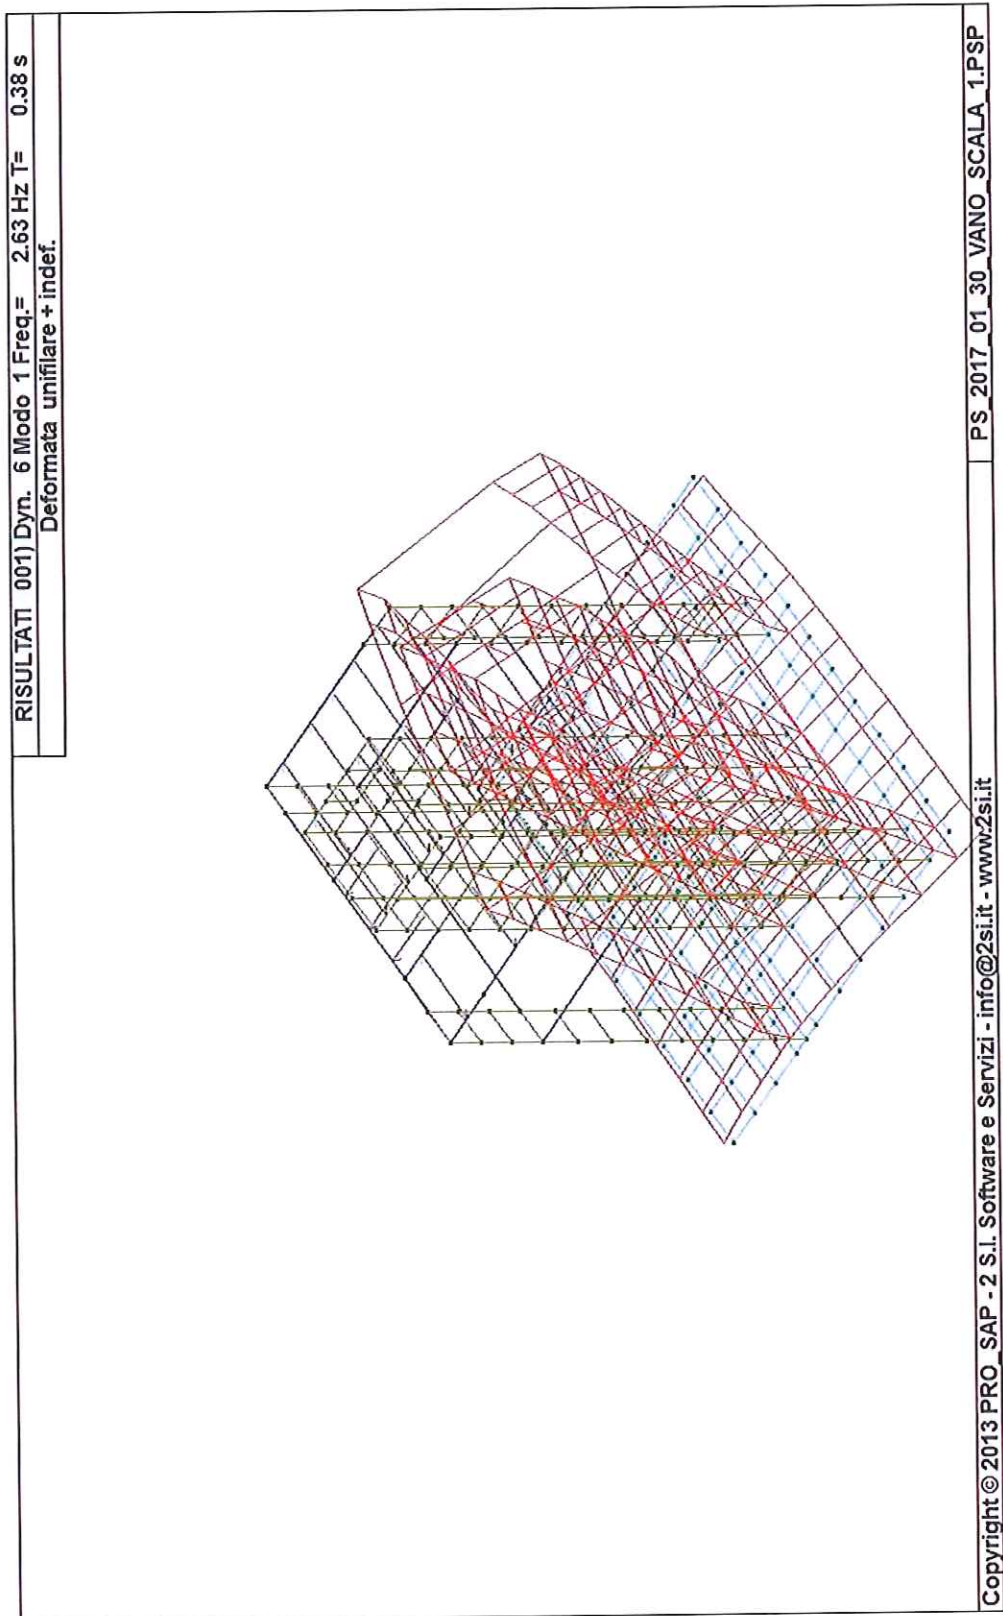 RISULTATI 001) Dyn. 6 Modo 1 Freq.= 2.63 Hz T= 0.38 s
Deformata unifilare + indef.
Copyright © 2013 PRO_SAP - 2 S.I. Software e Servizi - info@2si.it - www.2si.it
PS_2017_01_30_VANO_SCALA_1.PSP